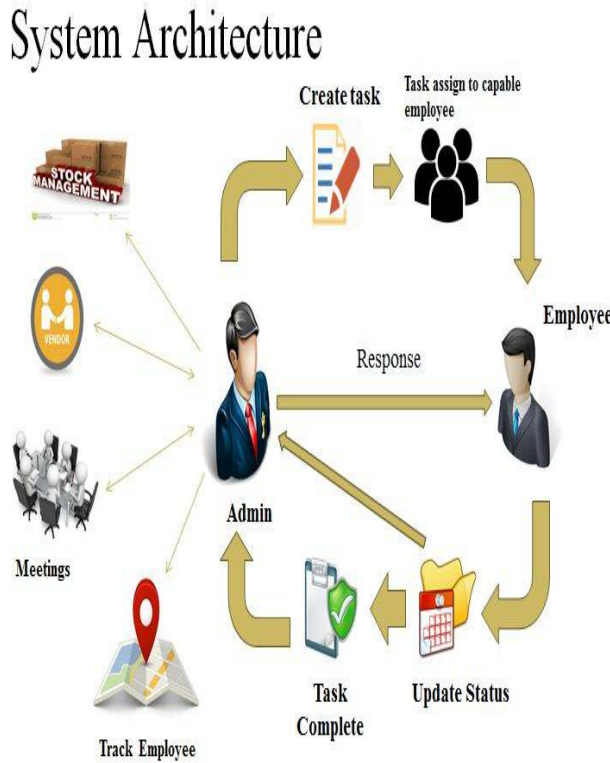 System Architecture
Create task
Task assign to capable
employee
STOCK
MANAGEMENT
VENDOR
Employee
Response
Admin
Meetings
Task
Complete
Update Status
Track Employee